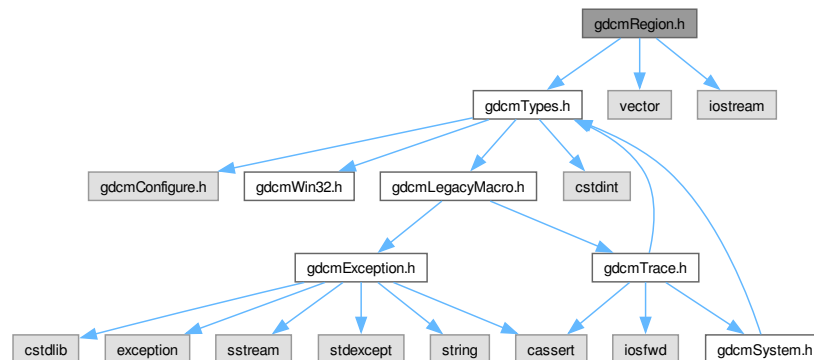 gdcmRegion.h
gdcmTypes.h
vector
iostream
gdcmConfigure.h
gdcmWin32.h
gdcmLegacyMacro.h
cstdint
gdcmException.h
gdcmTrace.h
cstdlib
exception
sstream
stdexcept
string
cassert
iosfwd
gdcmSystem.h